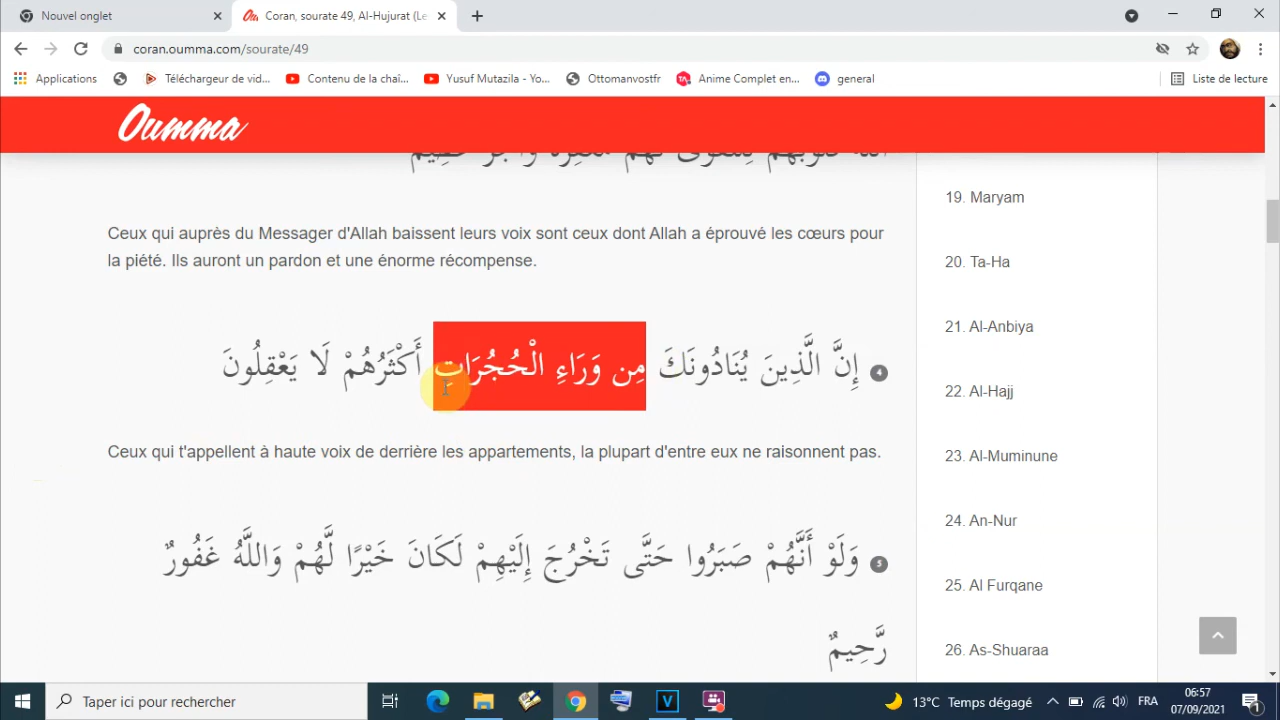 Nouvel onglet
Coran, sourate 49, Al-Hujurat (Le
coran.oumma.com/sourate/49
Applications
Téléchargeur de vid...
Contenu de la chaî...
Yusuf Mutazila - Yo...
Ottomanvostfr
Anime Complet en...
general
Liste de lecture
Oumma
Ceux qui auprès du Messager d'Allah baissent leurs voix sont ceux dont Allah a éprouvé les cœurs pour
la piété. Ils auront un pardon et une énorme récompense.
4 إِنَّ الَّذِينَ يُنَادُونَكَ مِن وَرَاءِ الْحُجُرَاتِ أَكْثَرُهُمْ لَا يَعْقِلُونَ
Ceux qui t'appellent à haute voix de derrière les appartements, la plupart d'entre eux ne raisonnent pas.
5 وَلَوْ أَنَّهُمْ صَبَرُوا حَتَّى تَخْرُجَ إِلَيْهِمْ لَكَانَ خَيْرًا لَّهُمْ وَاللَّهُ غَفُورٌ
رَّحِيمٌ
19. Maryam
20. Ta-Ha
21. Al-Anbiya
22. Al-Hajj
23. Al-Muminune
24. An-Nur
25. Al Furqane
26. As-Shuaraa
Taper ici pour rechercher
13°C Temps dégagé
FRA
06:57
07/09/2021